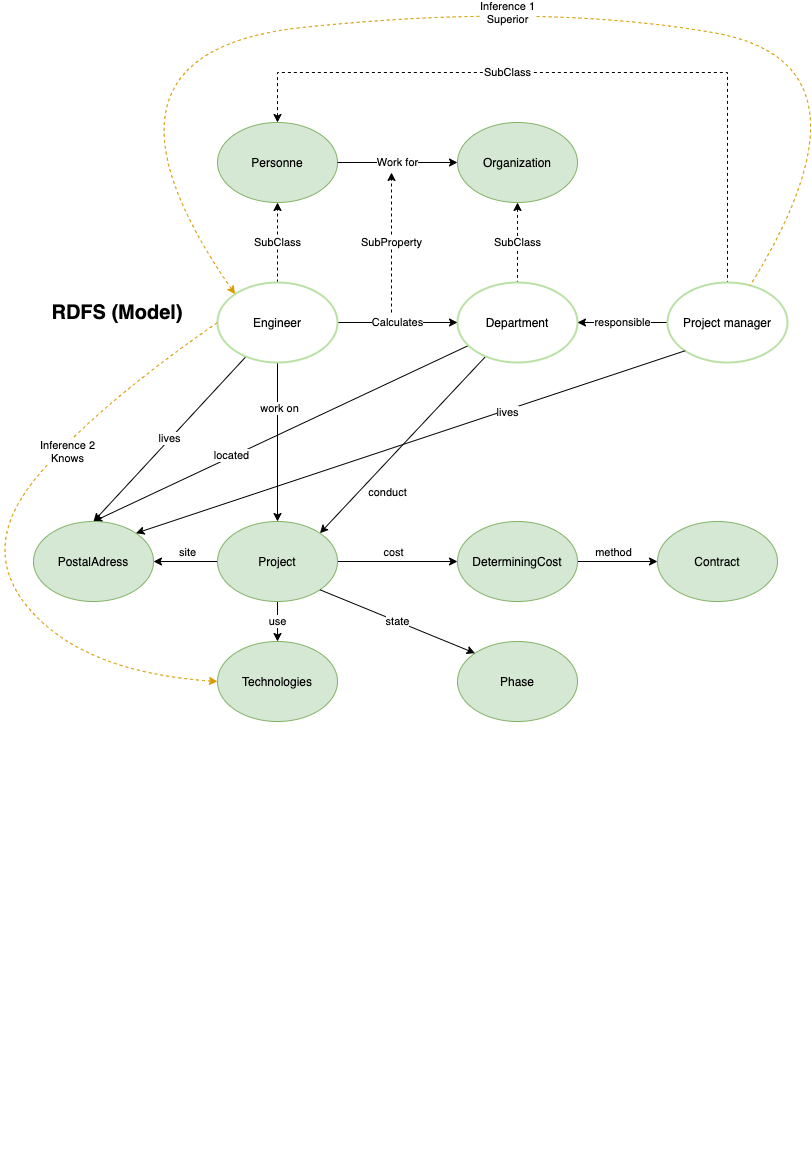 Inference 1
Superior
SubClass
Personne
Work for
Organization
SubClass
SubProperty
SubClass
RDFS (Model)
Engineer
Calculates
Department
responsible
Project manager
work on
lives
lives
Inference 2
Knows
located
conduct
PostalAdress
site
Project
cost
DeterminingCost
method
Contract
use
state
Technologies
Phase